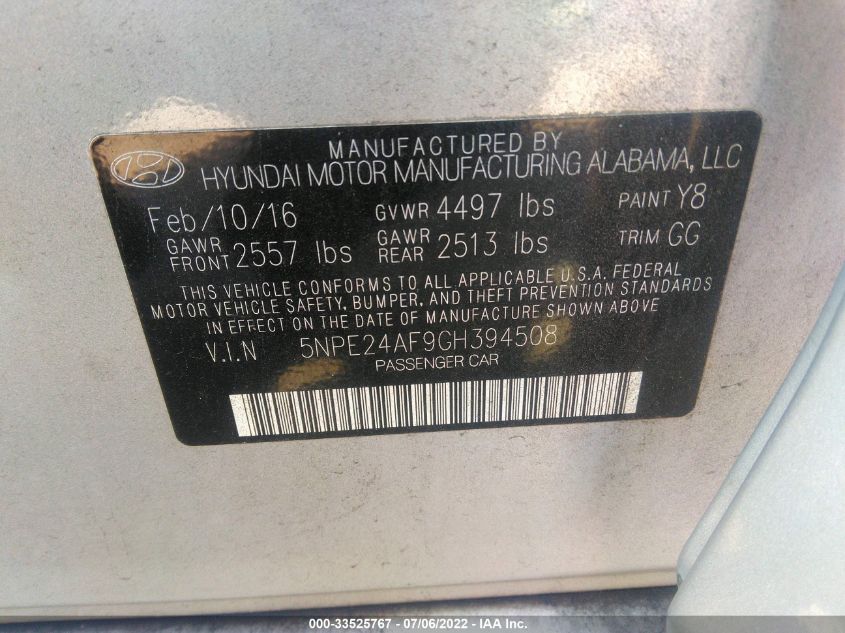 MANUFACTURED BY
HYUNDAI MOTOR MANUFACTURING ALABAMA, LLC
Feb/10/16 GVWR 4497 lbs PAINT Y8
GAWR FRONT 2557 lbs GAWR REAR 2513 lbs TRIM GG
THIS VEHICLE CONFORMS TO ALL APPLICABLE U.S.A. FEDERAL
MOTOR VEHICLE SAFETY, BUMPER, AND THEFT PREVENTION STANDARDS
IN EFFECT ON THE DATE OF MANUFACTURE SHOWN ABOVE
V.I.N 5NPE24AF9GH394508
PASSENGER CAR
000-33525767 - 07/06/2022 - IAA Inc.